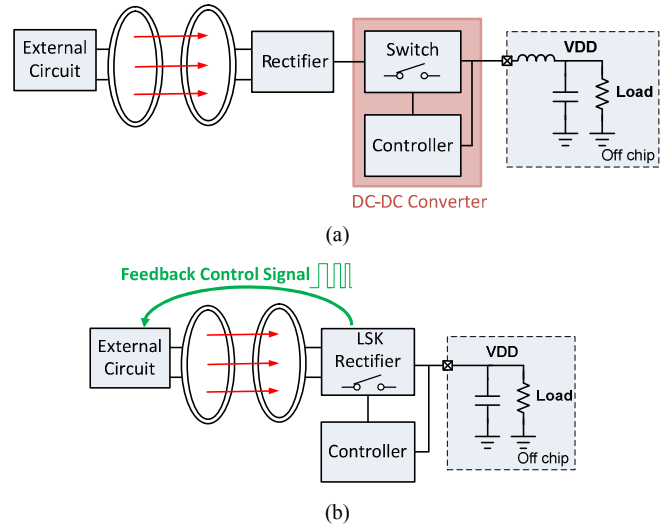 External
Circuit
Rectifier
Switch
Controller
DC-DC Converter
VDD
Load
Off chip
(a)
Feedback Control Signal
External
Circuit
LSK
Rectifier
Controller
VDD
Load
Off chip
(b)